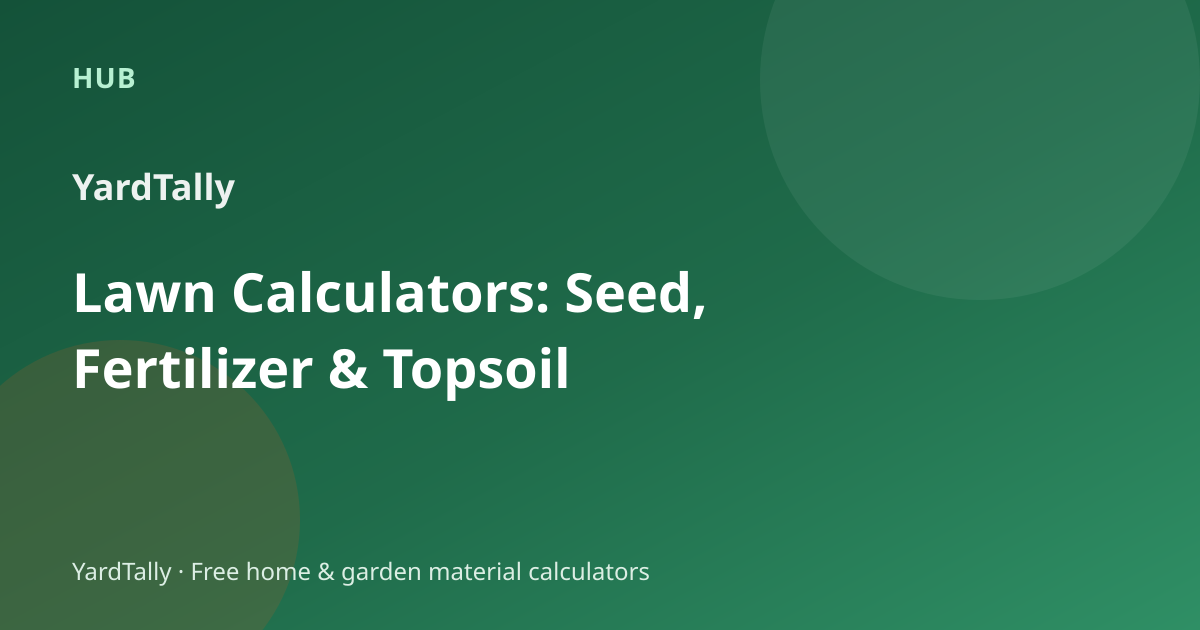 HUB
YardTally
Lawn Calculators: Seed,
Fertilizer & Topsoil
YardTally · Free home & garden material calculators